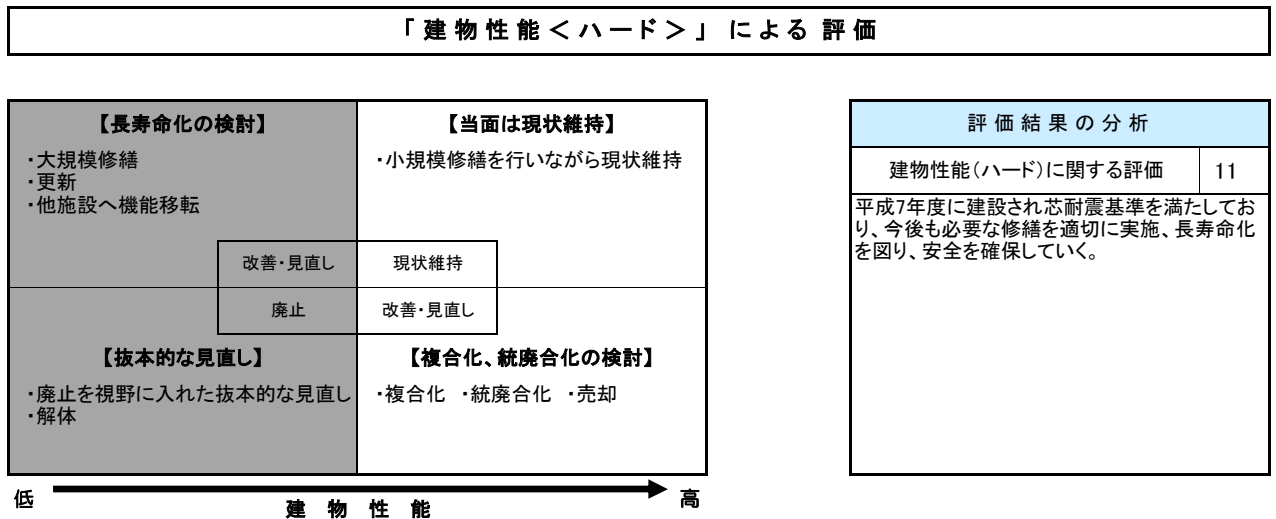 「建物性能＜ハード＞」による 評価
【長寿命化の検討】
・大規模修繕
・更新
・他施設へ機能移転
【当面は現状維持】
・小規模修繕を行いながら現状維持
改善・見直し
現状維持
廃止
改善・見直し
【抜本的な見直し】
・廃止を視野に入れた抜本的な見直し
・解体
【複合化、統廃合化の検討】
・複合化 ・統廃合化 ・売却
低
高
建 物 性 能
評価結果の分析
建物性能（ハード）に関する評価 11
平成7年度に建設され芯耐震基準を満たしてお
り、今後も必要な修繕を適切に実施、長寿命化
を図り、安全を確保していく。